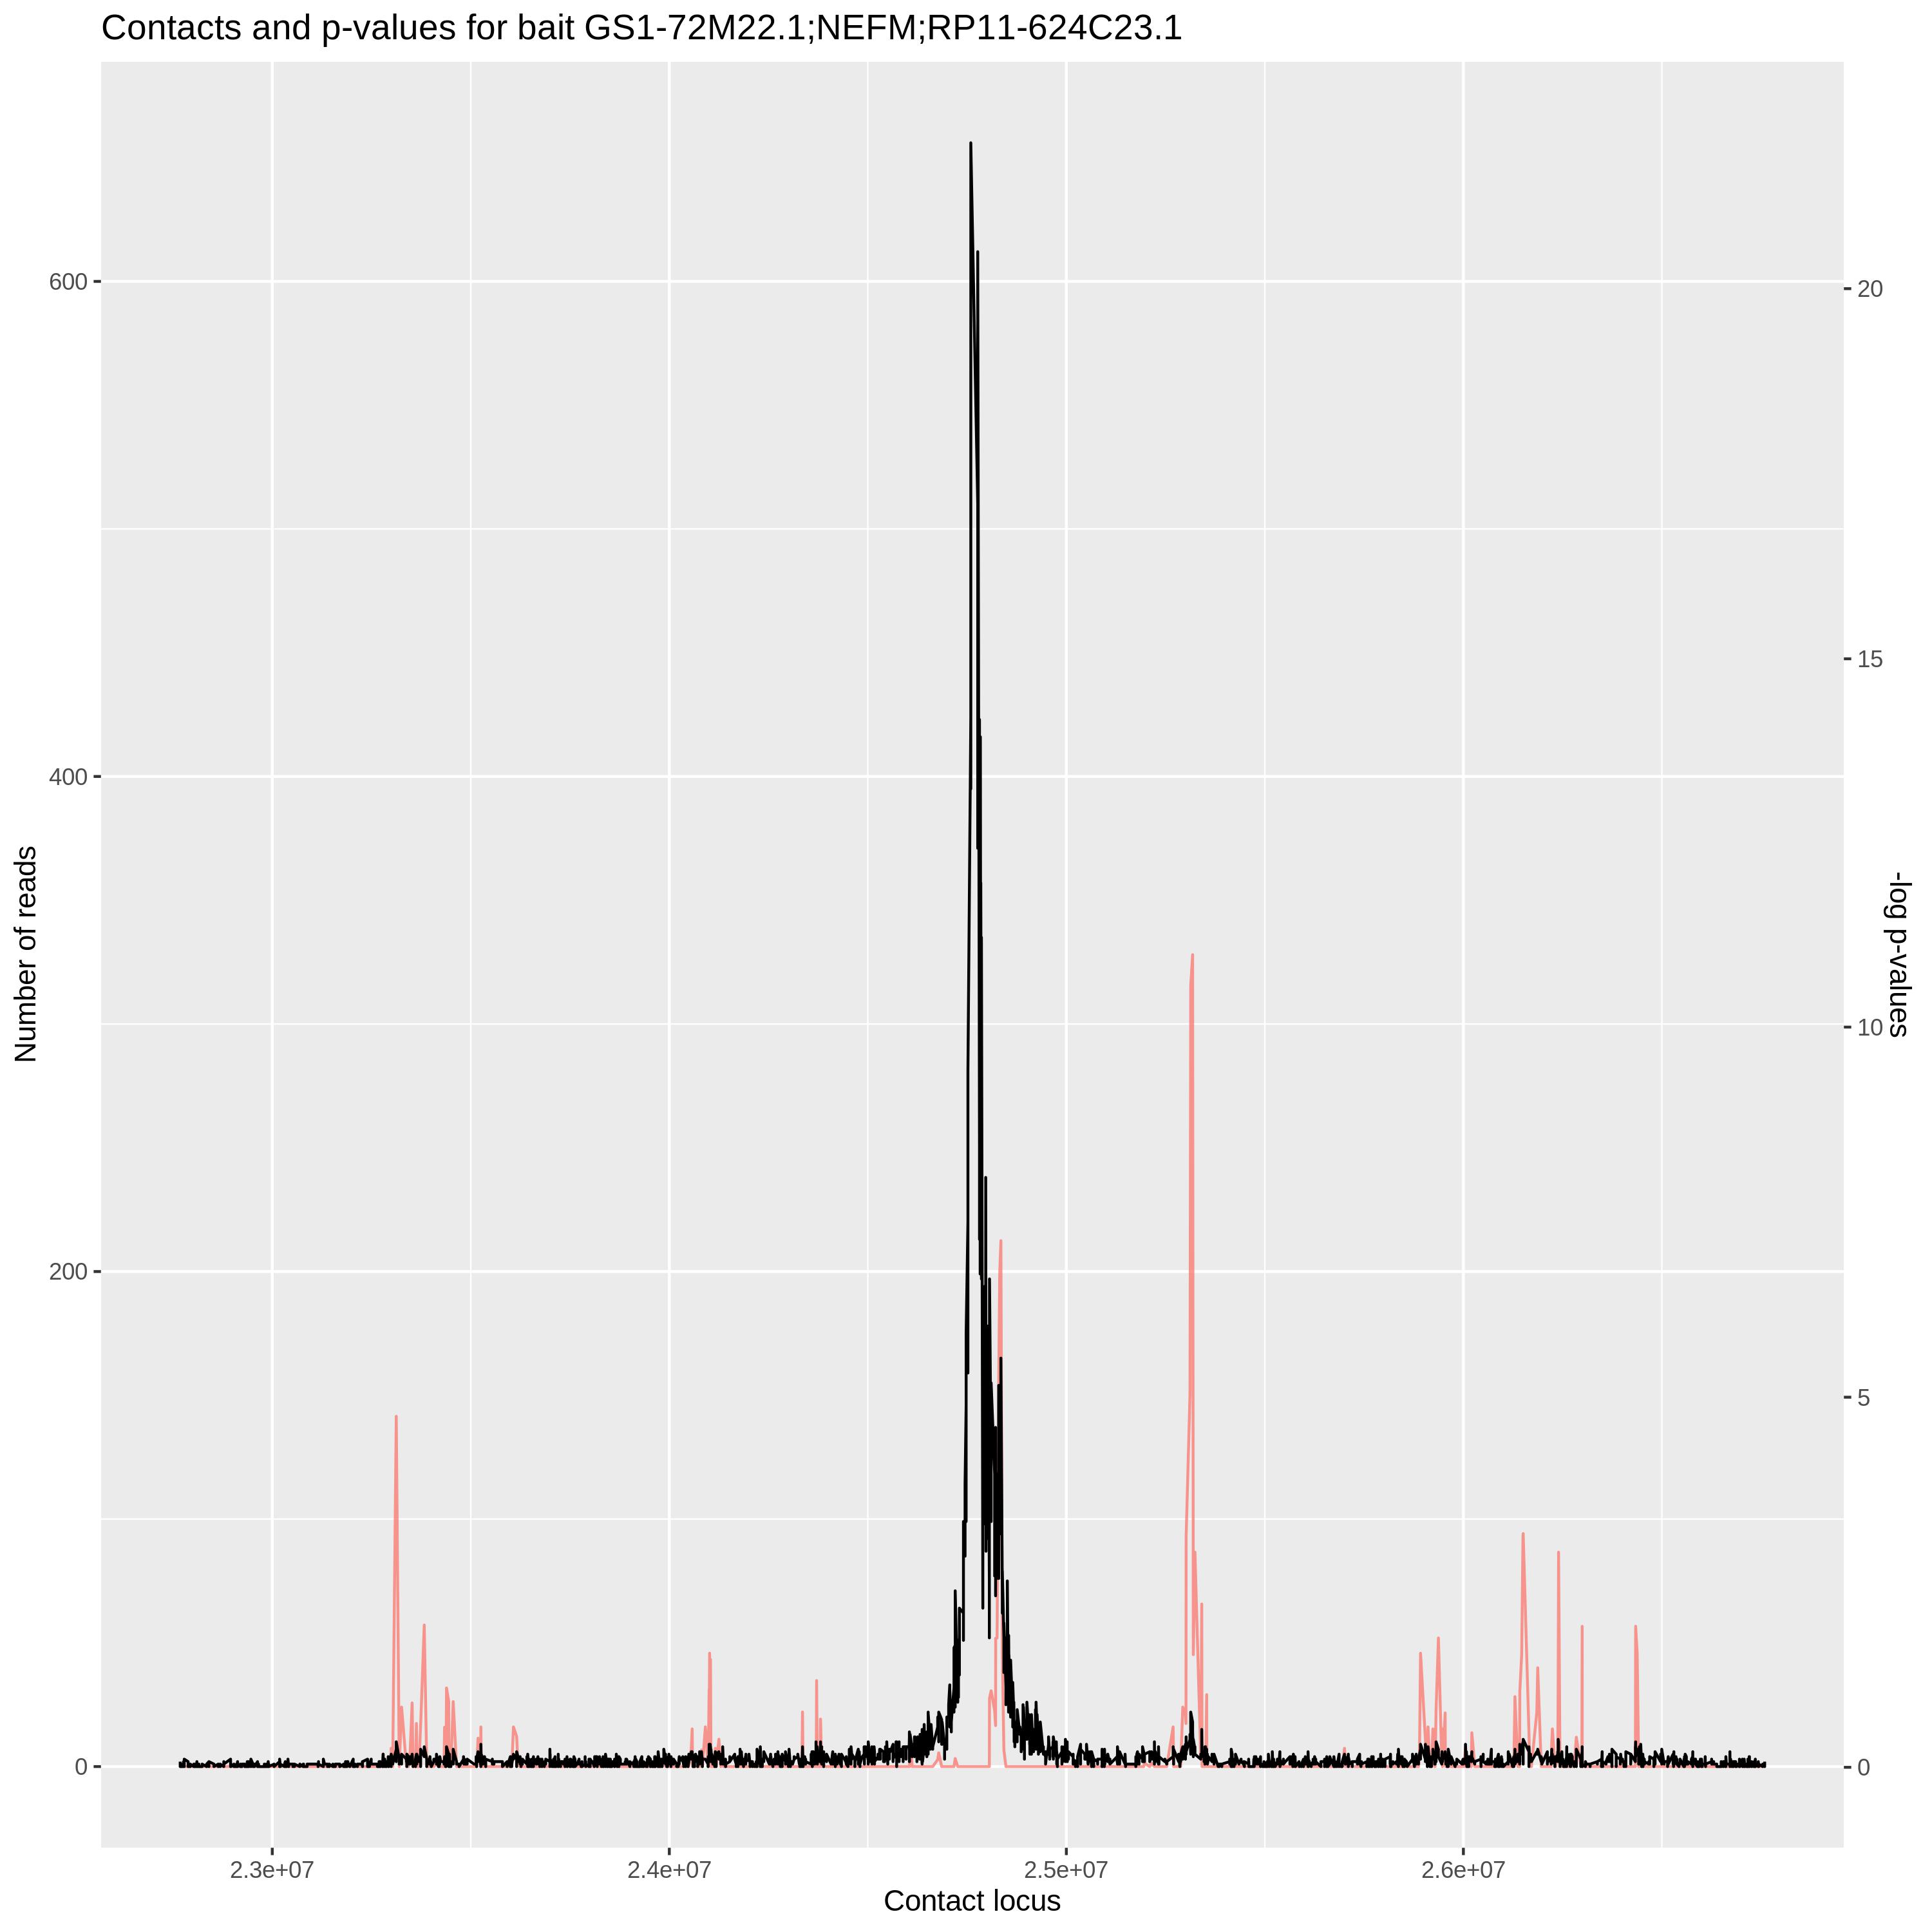 Contacts and p-values for bait GS1-72M22.1;NEFM;RP11-624C23.1
600
400
200
0
Number of reads
20
15
10
5
0
-log p-values
2.3e+07
2.4e+07
2.5e+07
2.6e+07
Contact locus